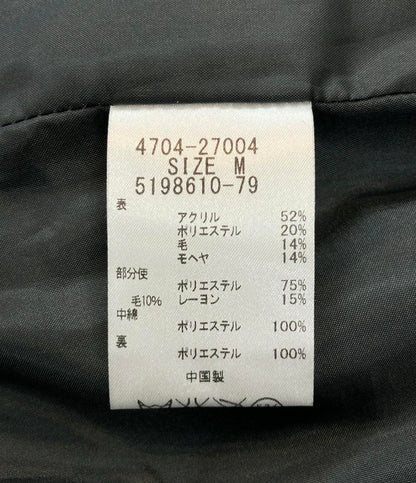 4704-27004
SIZE M
5198610-79
表
アクリル 52%
ポリエステル 20%
毛 14%
モヘヤ 14%
部分使
ポリエステル 75%
毛10% レーヨン 15%
中綿
ポリエステル 100%
裏
ポリエステル 100%
中国製